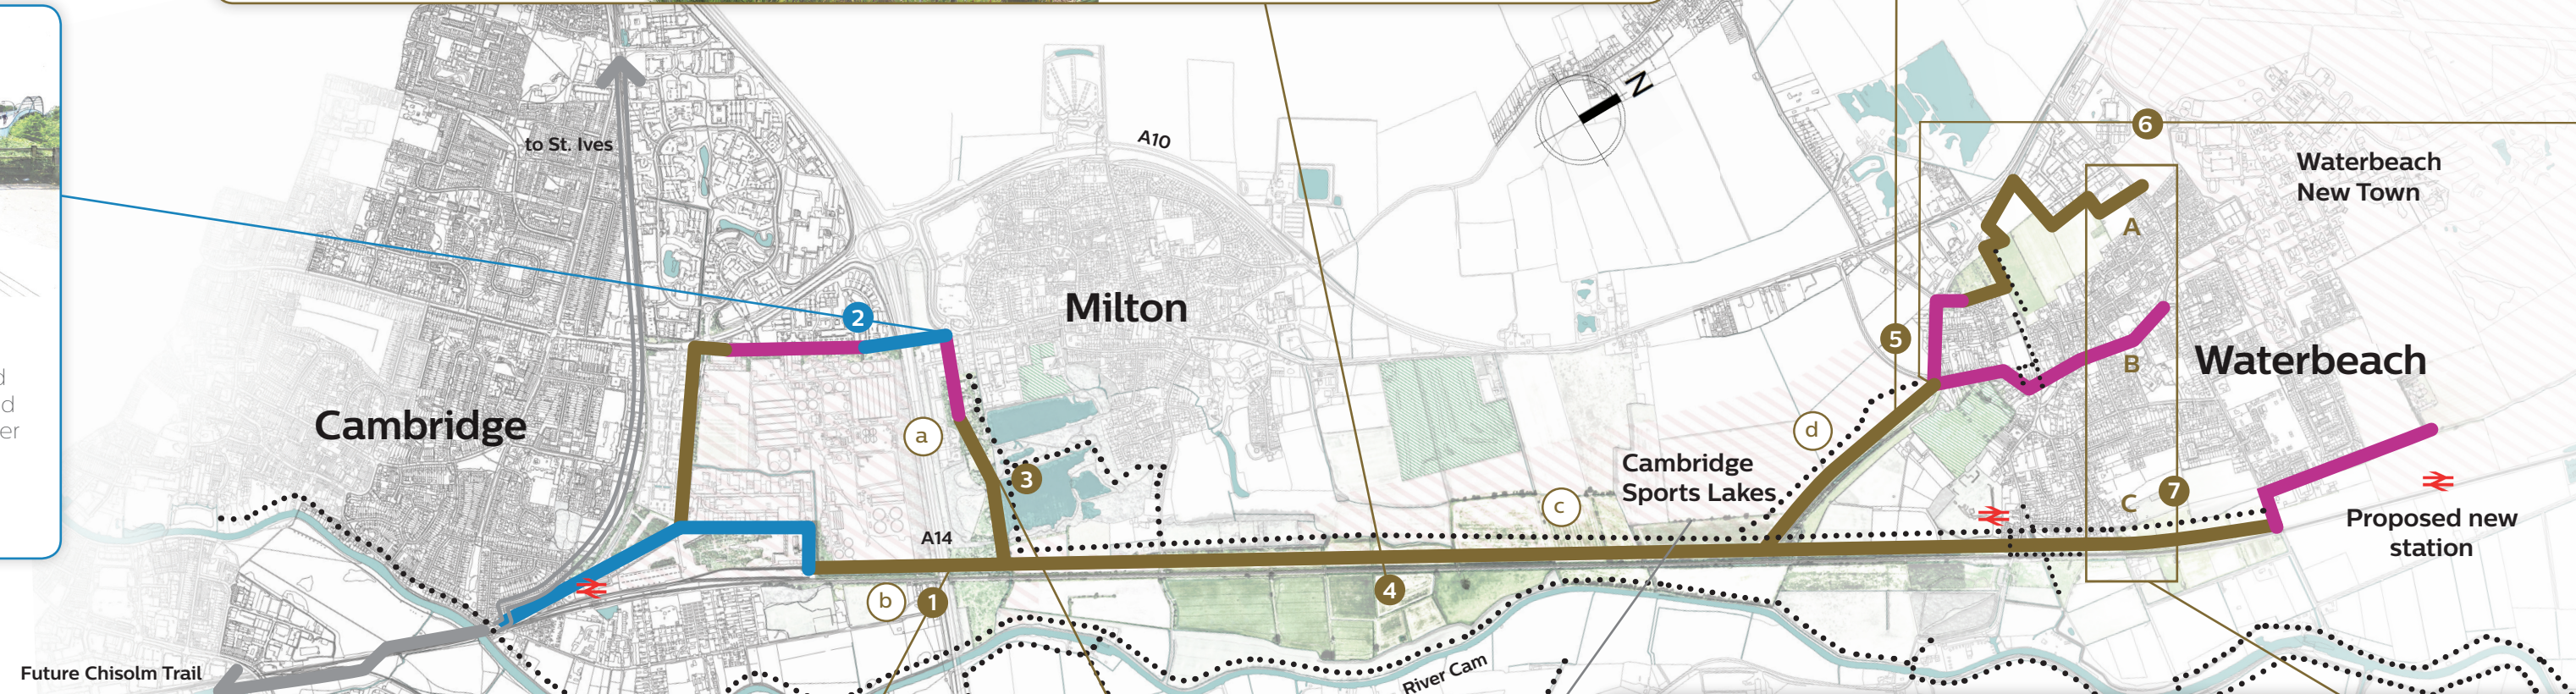 d
d
er
to St. Ives
A10
N
6
Waterbeach
New Town
A
2
Milton
5
B
Waterbeach
Cambridge
a
d
3
Cambridge
Sports Lakes
c
C
7
Proposed new
station
A14
b
1
4
River Cam
Future Chisolm Trail